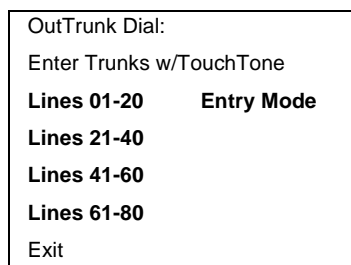 OutTrunk Dial:
Enter Trunks w/TouchTone
Lines 01-20 Entry Mode
Lines 21-40
Lines 41-60
Lines 61-80
Exit